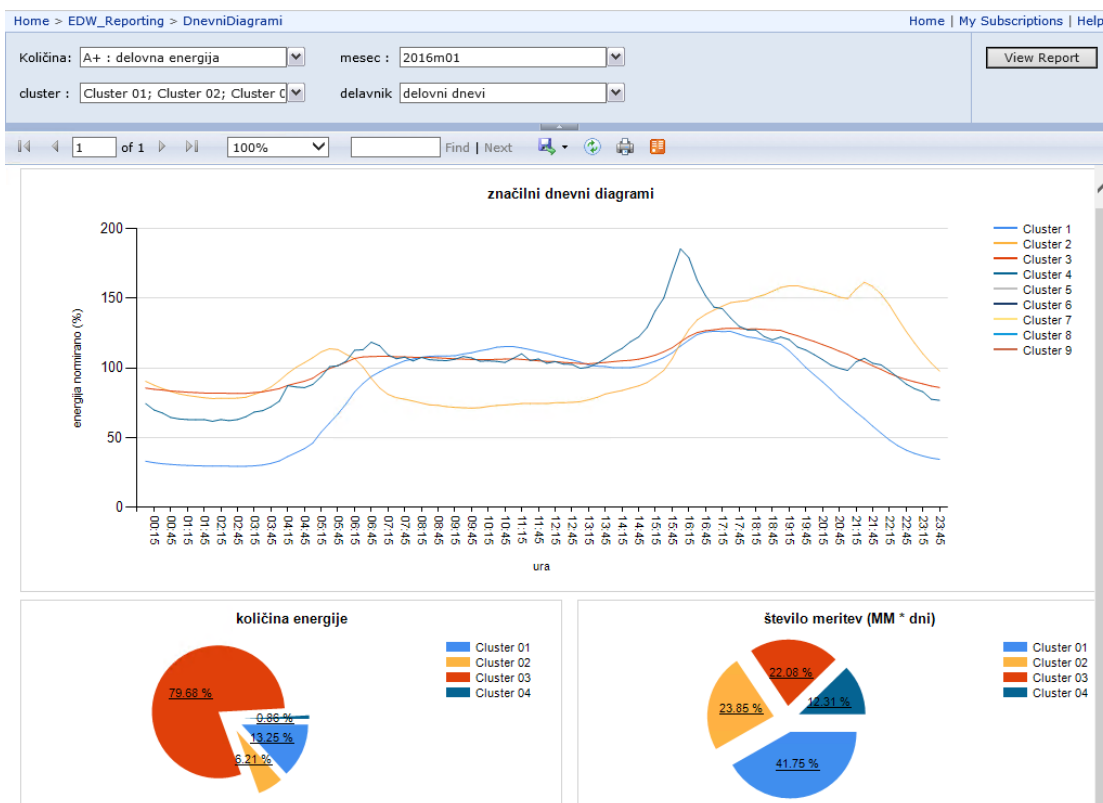 Home > EDW_Reporting > DnevniDiagrami
Home | My Subscriptions | Help
Količina: A+ : delovna energija mesec : 2016m01 View Report
cluster : Cluster 01; Cluster 02; Cluster 0 delavnik delovni dnevi
1 of 1 100% Find | Next
značilni dnevni diagrami
200
150
100
50
0
energija nomirano (%)
00:15 00:45 01:15 01:45 02:15 02:45 03:15 03:45 04:15 04:45 05:15 05:45 06:15 06:45 07:15 07:45 08:15 08:45 09:15 09:45 10:15 10:45 11:15 11:45 12:15 12:45 13:15 13:45 14:15 14:45 15:15 15:45 16:15 16:45 17:15 17:45 18:15 18:45 19:15 19:45 20:15 20:45 21:15 21:45 22:15 22:45 23:15 23:45
ura
Cluster 1
Cluster 2
Cluster 3
Cluster 4
Cluster 5
Cluster 6
Cluster 7
Cluster 8
Cluster 9
količina energije
79.68 %
0.86 %
13.25 %
6.21 %
Cluster 01
Cluster 02
Cluster 03
Cluster 04
število meritev (MM * dni)
22.08 %
12.31 %
23.85 %
41.75 %
Cluster 01
Cluster 02
Cluster 03
Cluster 04